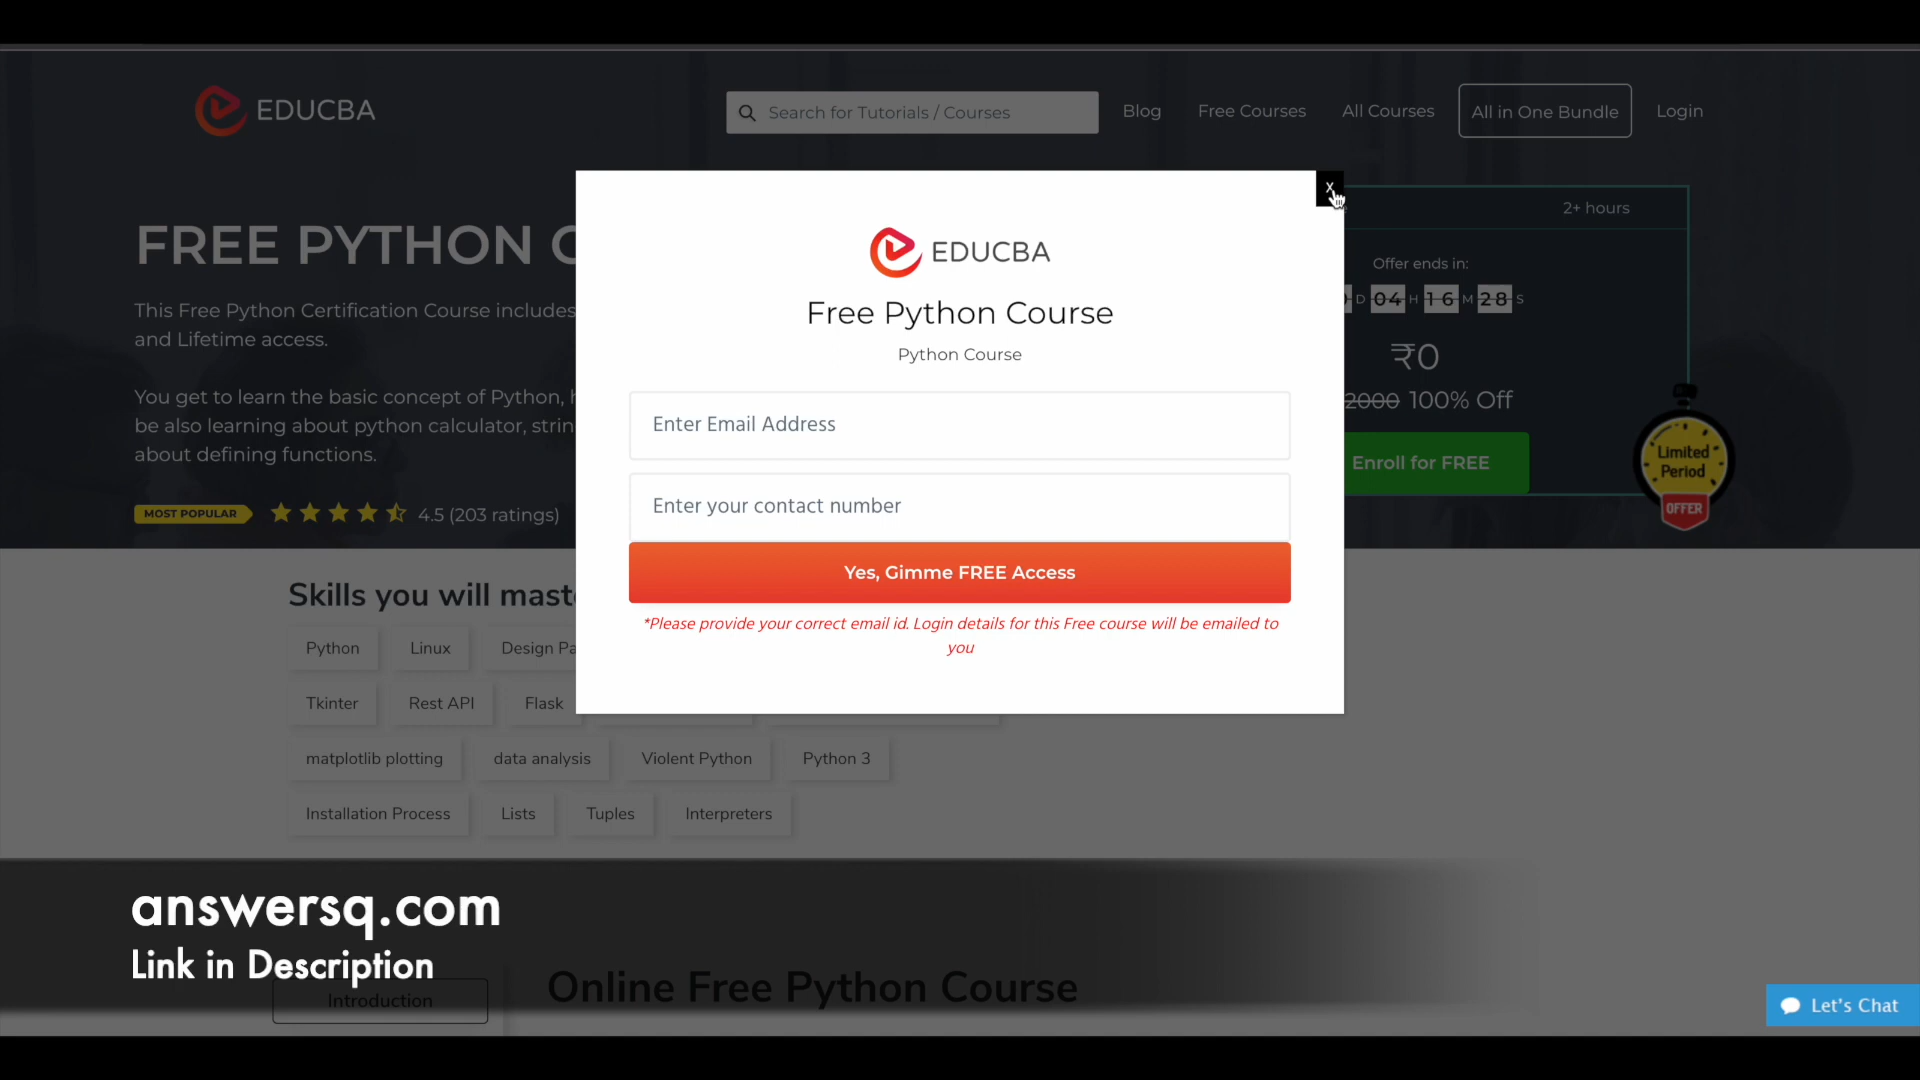 EDUCBA
Search for Tutorials / Courses
Blog
Free Courses
All Courses
All in One Bundle
Login
X
2+ hours
FREE PYTHON C
This Free Python Certification Course includes
and Lifetime access.
You get to learn the basic concept of Python,
be also learning about python calculator,
about defining functions.
MOST POPULAR
4.5 (203 ratings)
EDUCBA
Free Python Course
Python Course
Enter Email Address
Enter your contact number
Yes, Gimme FREE Access
*Please provide your correct email id. Login details for this Free course will be emailed to
you
Offer ends in:
D 04 H 16 M 28 S
₹0
2000 100% Off
Enroll for FREE
Limited
Period
OFFER
Skills you will
Python
Linux
Design
Tkinter
Rest API
Flask
matplotlib plotting
data analysis
Violent Python
Python 3
Installation Process
Lists
Tuples
Interpreters
answersq.com
Link in Description
Introduction
Online Free Python Course
Let's Chat